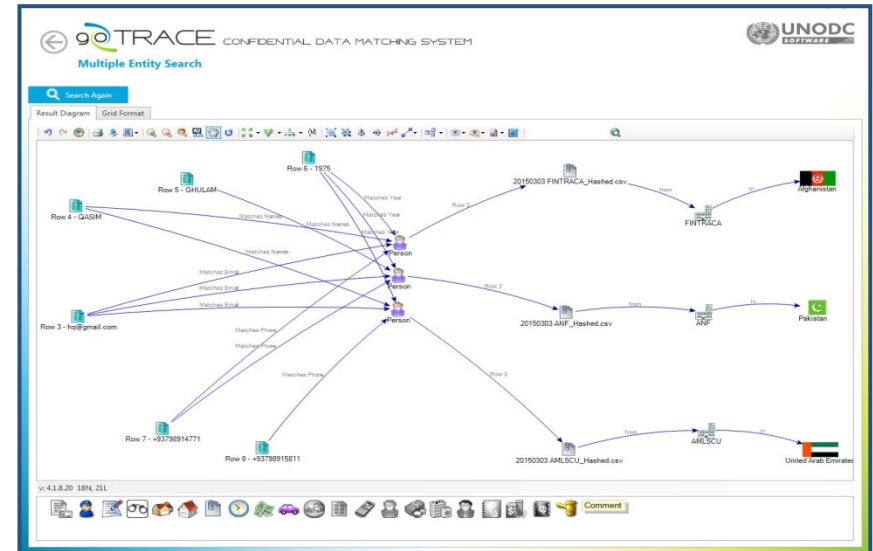 goTRACE CONFIDENTIAL DATA MATCHING SYSTEM
UNODC
SOFTWARE
Multiple Entity Search
Search Again
Result Diagram Grid Format
Row 6 - 1975
Row 5 - GHULAM
Row 4 - QASIM
Matches Year
Matches Names
Matches Year
Matches Names
Matches Year
Matches Names
Person
Row 3
20150303 FINTRACA_Hashed.csv
from
FINTRACA
In
Afghanistan
Matches Email
Matches Email
Matches Email
Person
Person
Row 3 - hq@gmail.com
Row 3
20150303 ANF_Hashed.csv
from
ANF
In
Pakistan
Matches Phone
Matches Phone
Matches Phone
Row 3
Row 7 - +93798914771
Row 8 - +93798915811
20150303 AMLSCU_Hashed.csv
from
AMLSCU
In
United Arab Emirates
v: 4.1.8.20 18N, 21L
Comment